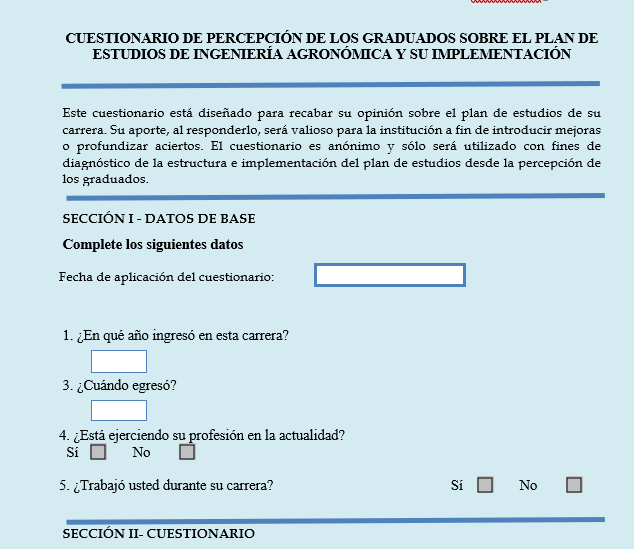 CUESTIONARIO DE PERCEPCIÓN DE LOS GRADUADOS SOBRE EL PLAN DE
ESTUDIOS DE INGENIERÍA AGRONÓMICA Y SU IMPLEMENTACIÓN
Este cuestionario está diseñado para recabar su opinión sobre el plan de estudios de su
carrera. Su aporte, al responderlo, será valioso para la institución a fin de introducir mejoras
o profundizar aciertos. El cuestionario es anónimo y sólo será utilizado con fines de
diagnóstico de la estructura e implementación del plan de estudios desde la percepción de
los graduados.
SECCIÓN I - DATOS DE BASE
Complete los siguientes datos
Fecha de aplicación del cuestionario:
1. ¿En qué año ingresó en esta carrera?
3. ¿Cuándo egresó?
4. ¿Está ejerciendo su profesión en la actualidad?
Sí No
5. ¿Trabajó usted durante su carrera? Sí No
SECCIÓN II- CUESTIONARIO